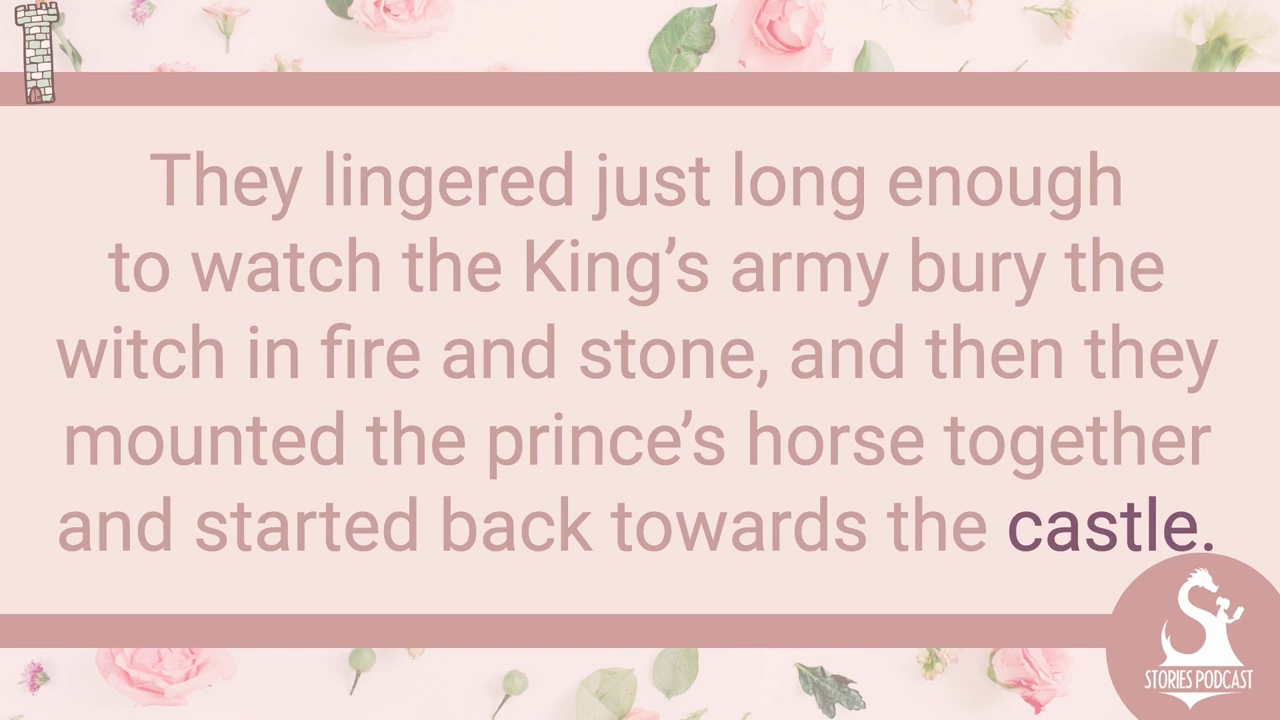 They lingered just long enough
to watch the King’s army bury the
witch in fire and stone, and then they
mounted the prince’s horse together
and started back towards the castle.
STORIES PODCAST